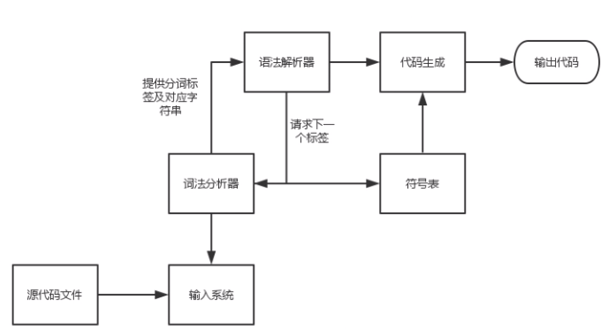 语法解析器
代码生成
输出代码
提供分词标
签及对应字
符串
请求下一
个标签
词法分析器
符号表
源代码文件
输入系统